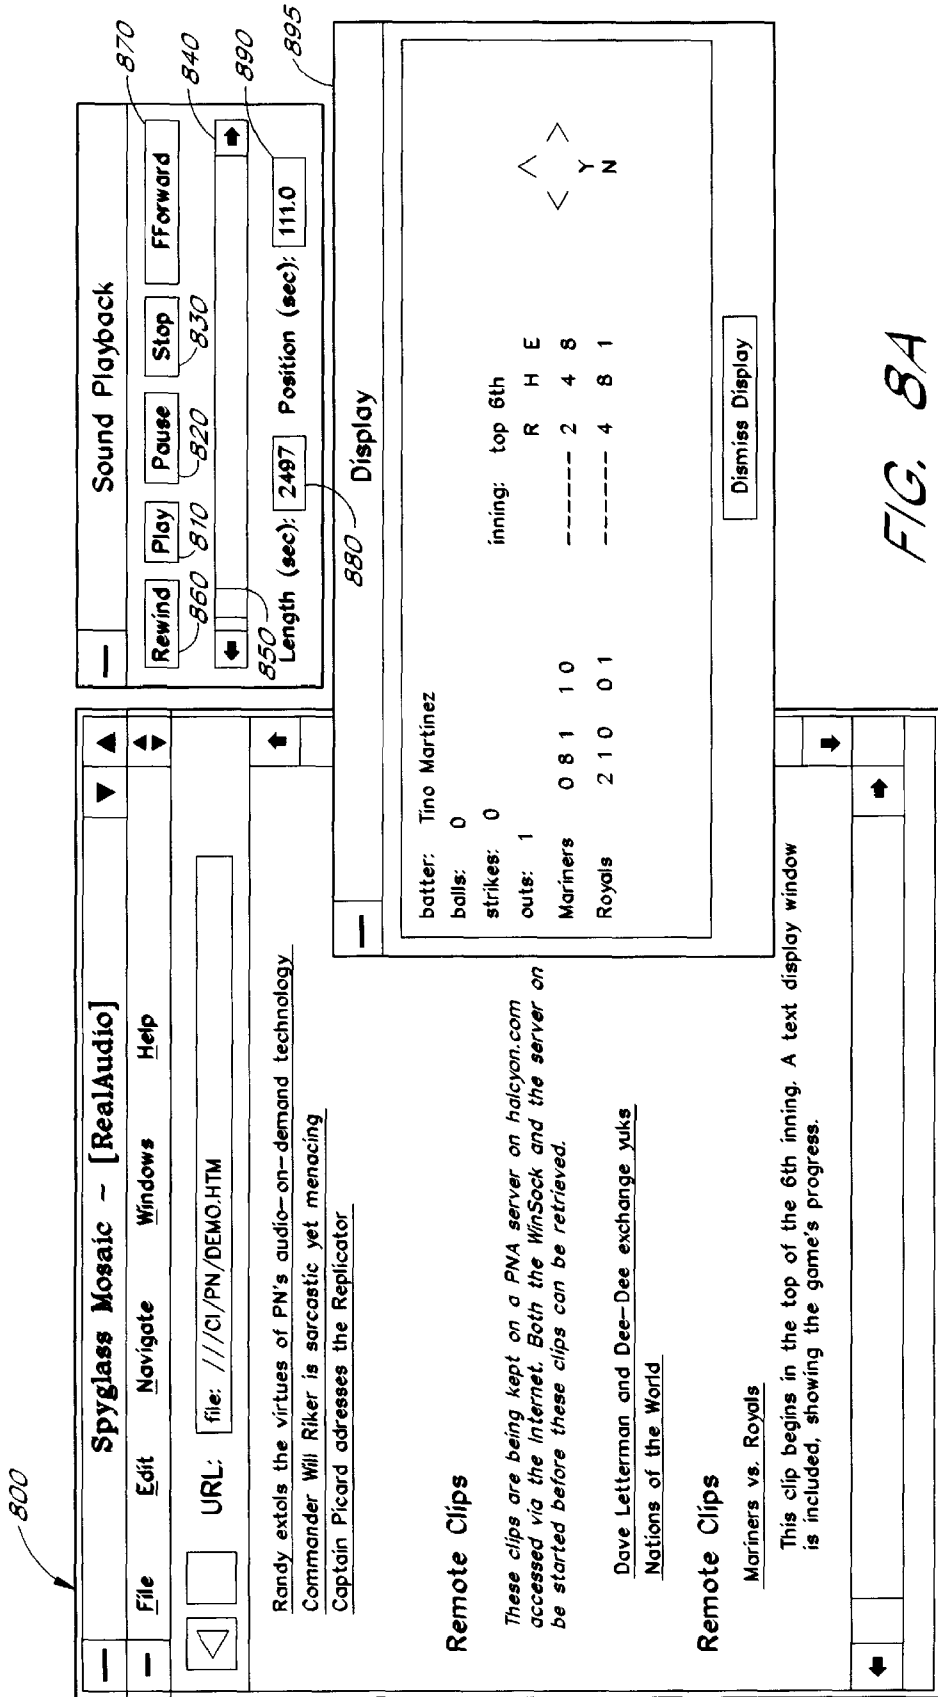 800
Spyglass Mosaic - [RealAudio]
File Edit Navigate Windows Help
URL: file: ///CI/PN/DEMO.HTM
Randy extols the virtues of PN's audio-on-demand technology
Commander Will Riker is sarcastic yet menacing
Captain Picard adresses the Replicator
Remote Clips
These clips are being kept on a PNA server on halcyon.com
accessed via the Internet. Both the WinSock and the server on
be started before these clips can be retrieved.
Dave Letterman and Dee-Dee exchange yuks
Nations of the World
Remote Clips
Mariners vs. Royals
This clip begins in the top of the 6th inning. A text display window
is included, showing the game's progress.
Sound Playback
Rewind Play Pause Stop FForward
870
860 810 820 830
840
850
Length (sec): 2497 Position (sec): 111.0
890
880
895
Display
batter: Tino Martinez
balls: 0
strikes: 0
inning: top 6th
outs: 1
R H E
Mariners 0 8 1 1 0 ------ 2 4 8
Royals 2 1 0 0 1 ------ 4 8 1
< ^ >
Y
N
Dismiss Display
FIG. 8A